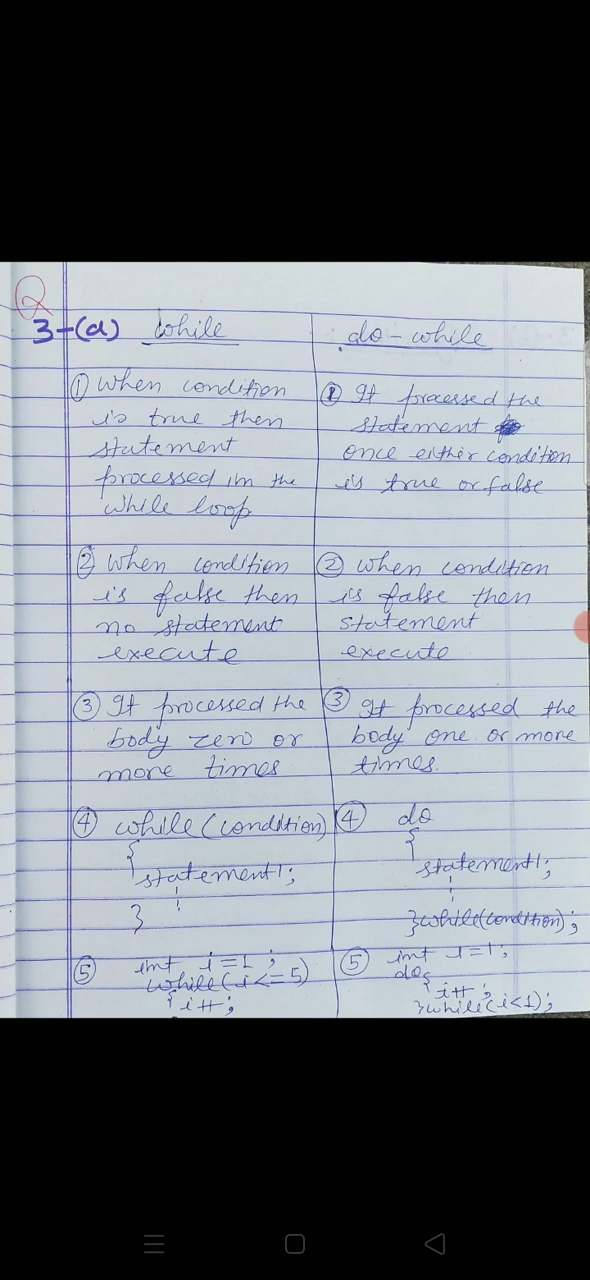 Q
3-(a) while
① When condition
is true then
statement
processed in the
while loop
② When condition
is false then
no statement
execute
③ It processed the
body zero or
more times
④ while (condition)
{
statement1;
}
⑤ int i=1;
while(i<=5)
{ i++;
do-while
① It processed the
statement
once either condition
is true or false
② When condition
is false then
statement
execute
③ It processed the
body one or more
times.
④ do
{
statement1;
}while(condition);
⑤ int i=1;
do{
i++;
}while(i<1);